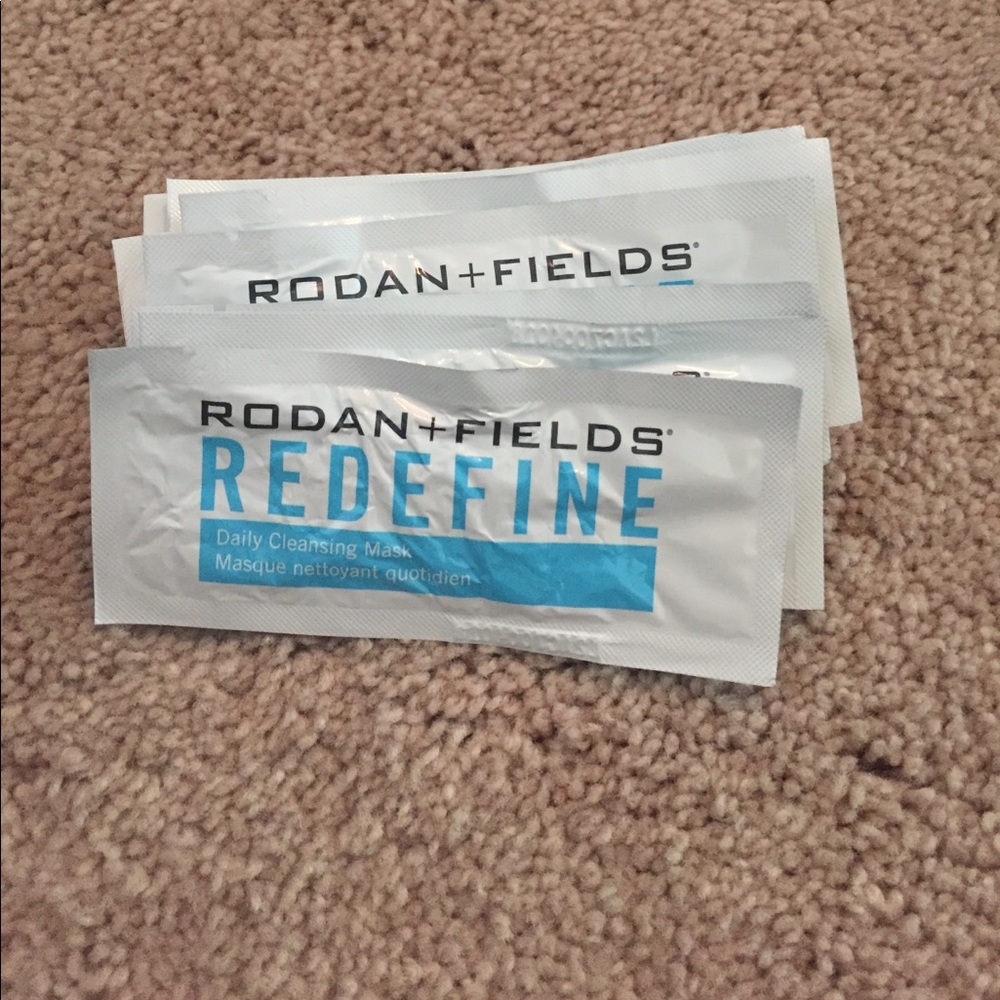 RODAN+FIELDS®
RODAN+FIELDS®
REDEFINE
Daily Cleansing Mask
Masque nettoyant quotidien